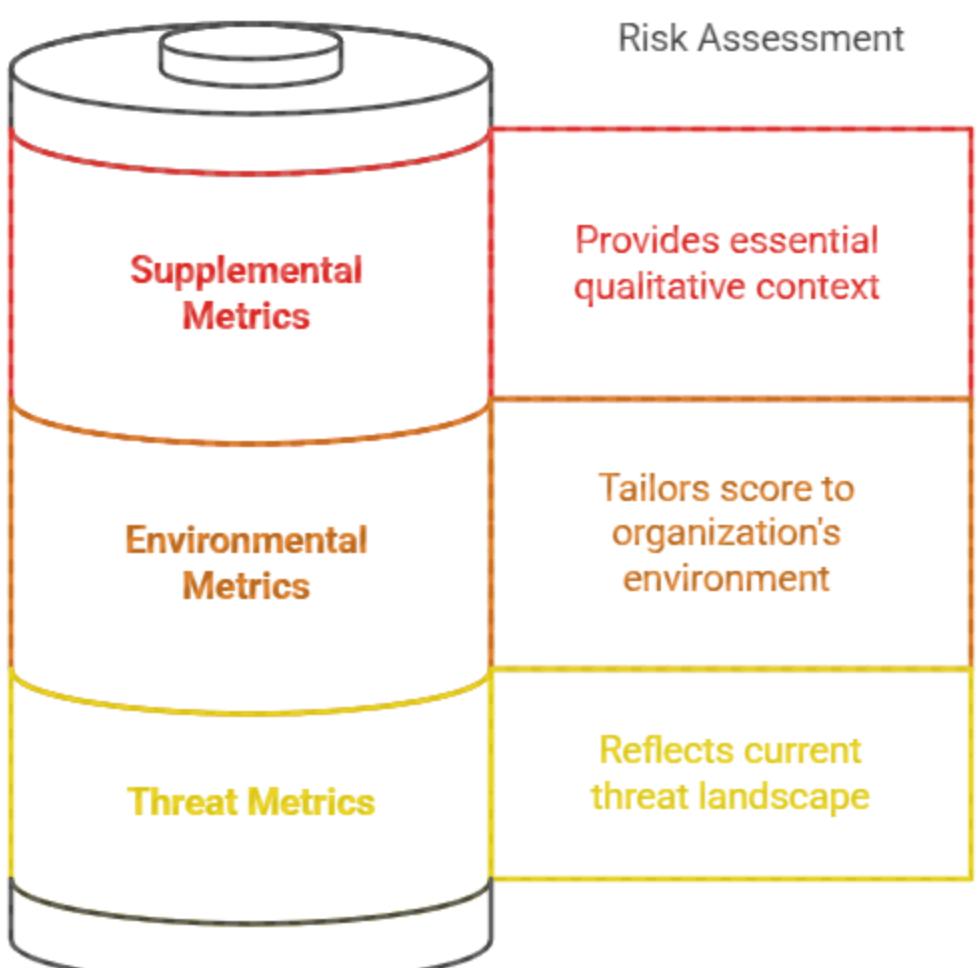 Risk Assessment
Supplemental
Metrics
Provides essential
qualitative context
Environmental
Metrics
Tailors score to
organization's
environment
Threat Metrics
Reflects current
threat landscape